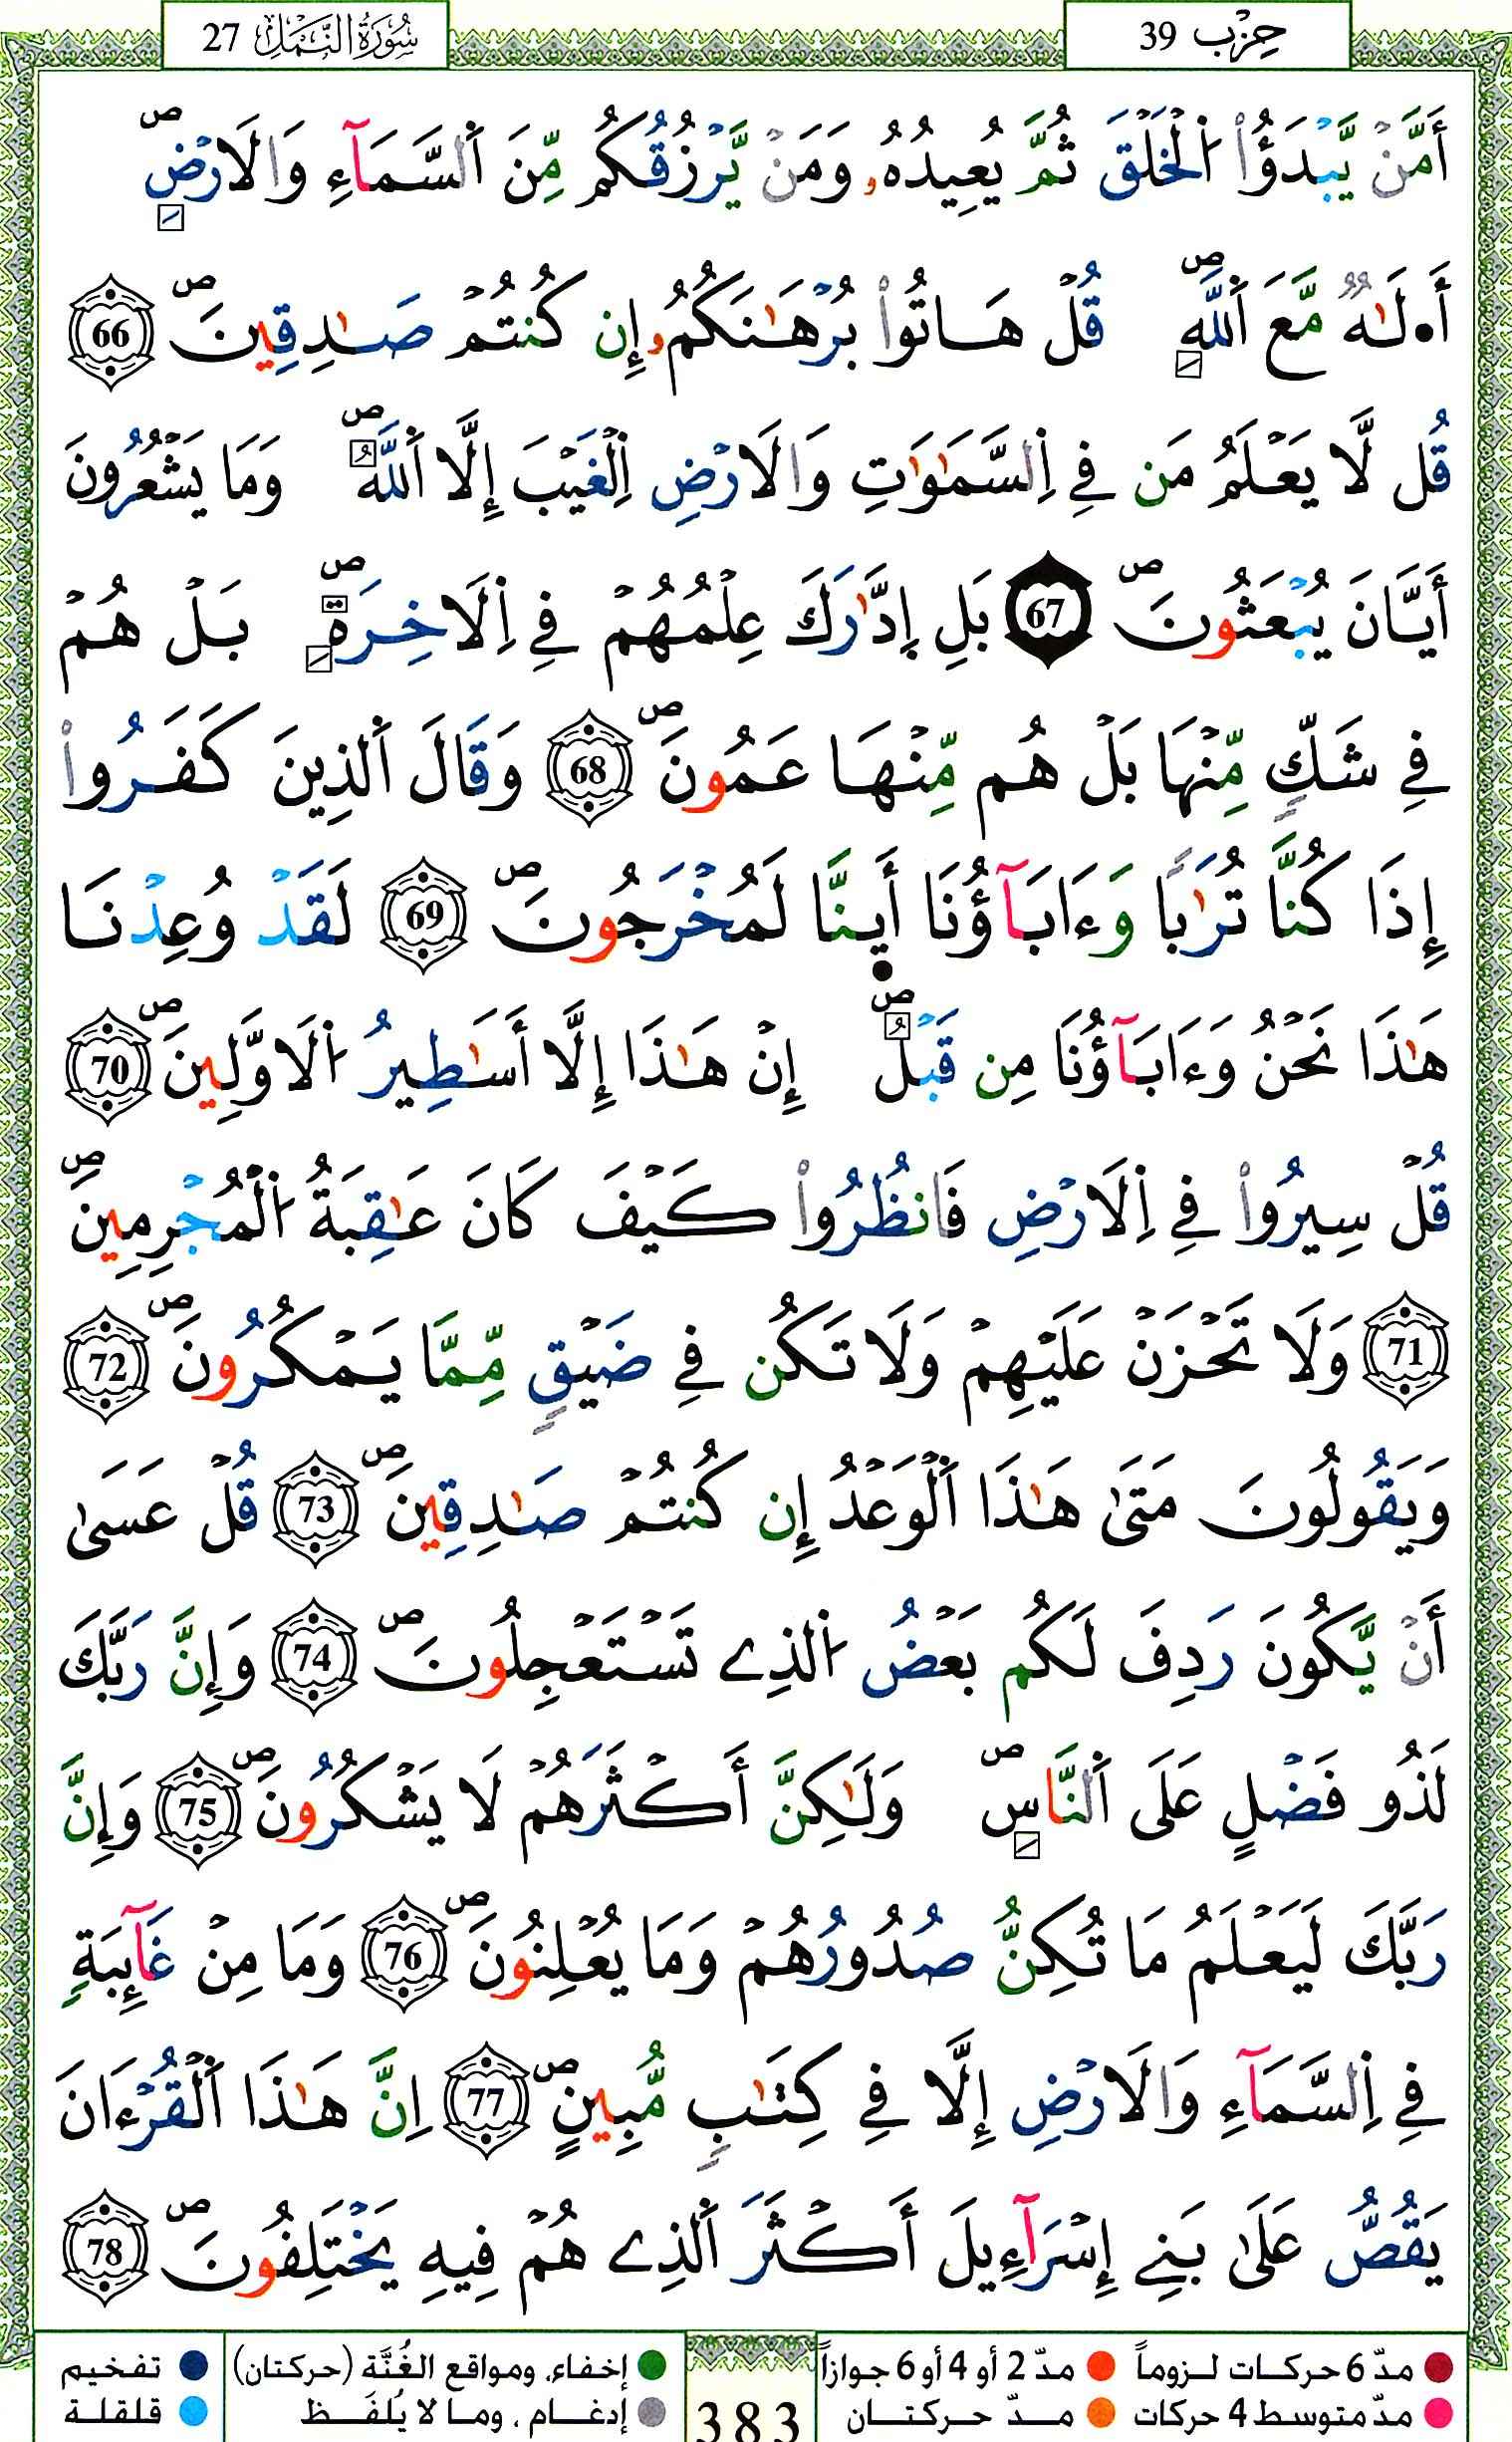 سُورَةُ النَّمْلِ 27
حِزْب 39
أَمَّنْ يَّبْدَؤُاْ اُ۬لْخَلْقَ ثُمَّ يُعِيدُهُۥ وَمَنْ يَّرْزُقُكُم مِّنَ اَ۬لسَّمَآءِ وَالَارْضِۖ
أَ•لَٰهٌ مَّعَ اَ۬للَّهِۖ قُلْ هَاتُواْ بُرْهَٰنَكُمُۥٓ إِن كُنتُمْ صَٰدِقِينَۖ 66
قُل لَّا يَعْلَمُ مَن فِے اِ۬لسَّمَٰوَٰتِ وَالَارْضِ اِ۬لْغَيْبَ إِلَّا اَ۬للَّهُۖ وَمَا يَشْعُرُونَ
أَيَّانَ يُبْعَثُونَۖ 67 بَلِ اِ۪دَّٰرَكَ عِلْمُهُمْ فِے اِ۬لَاخِرَةِۖ بَلْ هُمْ
فِے شَكٍّ مِّنْهَا بَلْ هُم مِّنْهَا عَمُونَۖ 68 وَقَالَ اَ۬لذِينَ كَفَرُواْ
إِذَا كُنَّا تُرَٰباً وَءَابَآؤُنَا أَى۪نَّا لَمُخْرَجُونَۖ 69 لَقَدْ وُعِدْنَا
هَٰذَا نَحْنُ وَءَابَآؤُنَا مِن قَبْلُۖ إِنْ هَٰذَا إِلَّا أَسَٰطِيرُ اُ۬لَاوَّلِينَۖ 70
قُلْ سِيرُواْ فِے اِ۬لَارْضِ فَانظُرُواْ كَيْفَ كَانَ عَٰقِبَةُ اُ۬لْمُجْرِمِينَۖ
71 وَلَا تَحْزَنْ عَلَيْهِمْ وَلَا تَكُن فِے ضَيْقٍ مِّمَّا يَمْكُرُونَۖ 72
وَيَقُولُونَ مَتَىٰ هَٰذَا اَ۬لْوَعْدُ إِن كُنتُمْ صَٰدِقِينَۖ 73 قُلْ عَسَىٰ
أَنْ يَّكُونَ رَدِفَ لَكُم بَعْضُ اُ۬لذِے تَسْتَعْجِلُونَۖ 74 وَإِنَّ رَبَّكَ
لَذُو فَضْلٍ عَلَى اَ۬لنَّاسِۖ وَلَٰكِنَّ أَكْثَرَهُمْ لَا يَشْكُرُونَۖ 75 وَإِنَّ
رَبَّكَ لَيَعْلَمُ مَا تُكِنُّ صُدُورُهُمْ وَمَا يُعْلِنُونَۖ 76 وَمَا مِنْ غَآئِبَةٍ
فِے اِ۬لسَّمَآءِ وَالَارْضِ إِلَّا فِے كِتَٰبٍ مُّبِينٍۖ 77 اِنَّ هَٰذَا اَ۬لْقُرْءَانَ
يَقُصُّ عَلَىٰ بَنِے إِسْرَآءِيلَ أَكْثَرَ اَ۬لذِے هُمْ فِيهِ يَخْتَلِفُونَۖ 78
مدّ 6 حركات لزوماً مدّ 2 أو 4 أو 6 جوازاً إخفاء، ومواقع الغُنَّة (حركتان) تفخيم
مدّ متوسط 4 حركات مدّ حركتان إدغام، وما لا يُلفَظ قلقلة
383